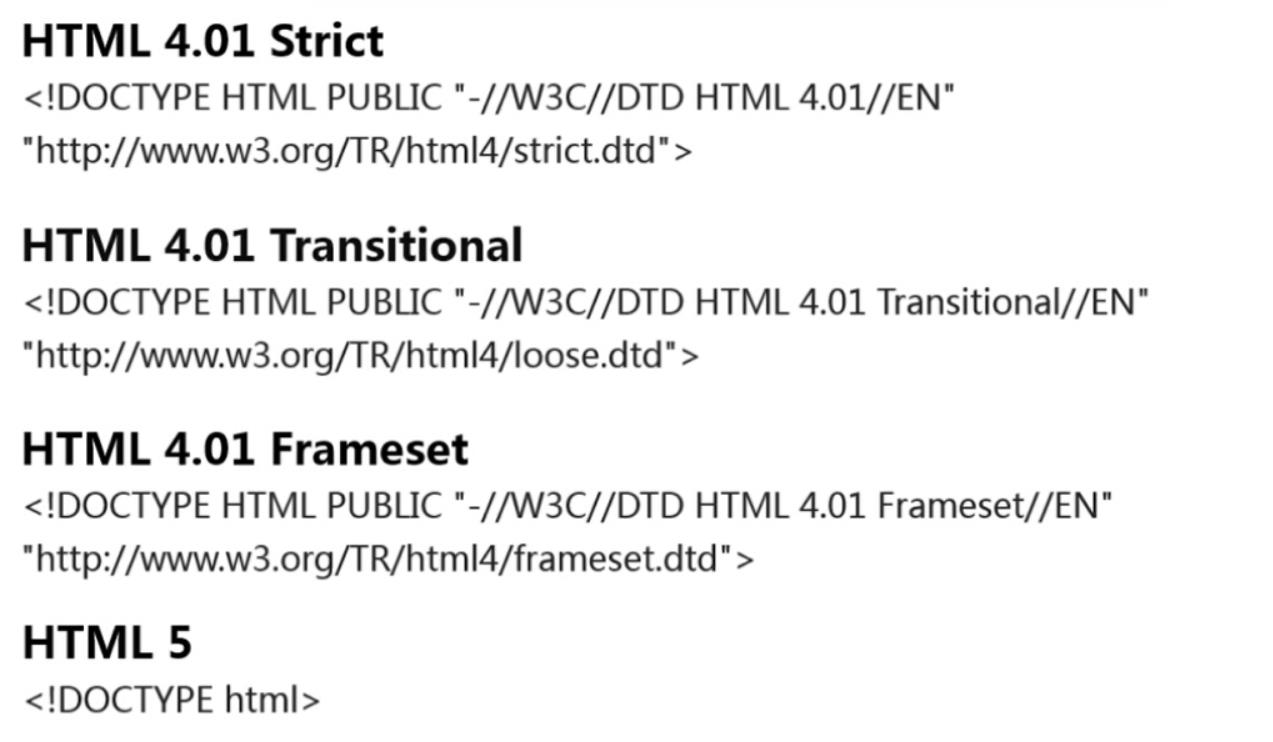 HTML 4.01 Strict
<!DOCTYPE HTML PUBLIC "-//W3C//DTD HTML 4.01//EN"
"http://www.w3.org/TR/html4/strict.dtd">
HTML 4.01 Transitional
<!DOCTYPE HTML PUBLIC "-//W3C//DTD HTML 4.01 Transitional//EN"
"http://www.w3.org/TR/html4/loose.dtd">
HTML 4.01 Frameset
<!DOCTYPE HTML PUBLIC "-//W3C//DTD HTML 4.01 Frameset//EN"
"http://www.w3.org/TR/html4/frameset.dtd">
HTML 5
<!DOCTYPE html>